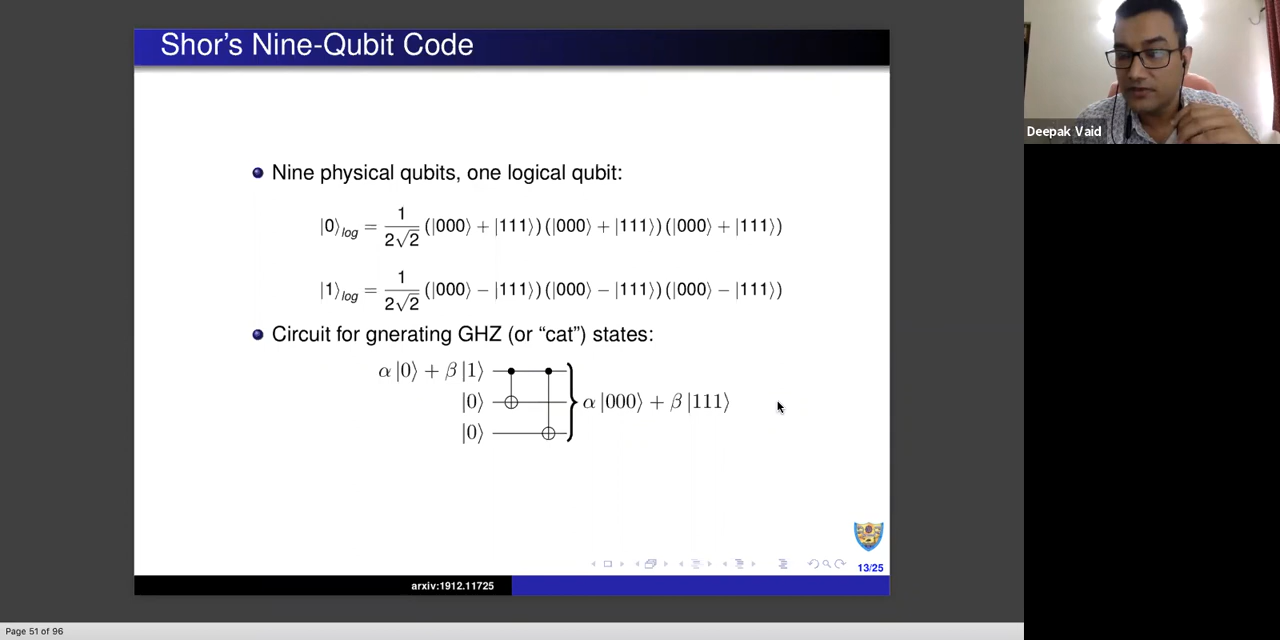 Shor's Nine-Qubit Code
Nine physical qubits, one logical qubit:
|0⟩log = 1/2√2 (|000⟩ + |111⟩)(|000⟩ + |111⟩)(|000⟩ + |111⟩)
|1⟩log = 1/2√2 (|000⟩ − |111⟩)(|000⟩ − |111⟩)(|000⟩ − |111⟩)
Circuit for gnerating GHZ (or "cat") states:
α|0⟩ + β|1⟩
|0⟩ α|000⟩ + β|111⟩
|0⟩
13/25
arxiv:1912.11725
Page 51 of 96
Deepak Vaid